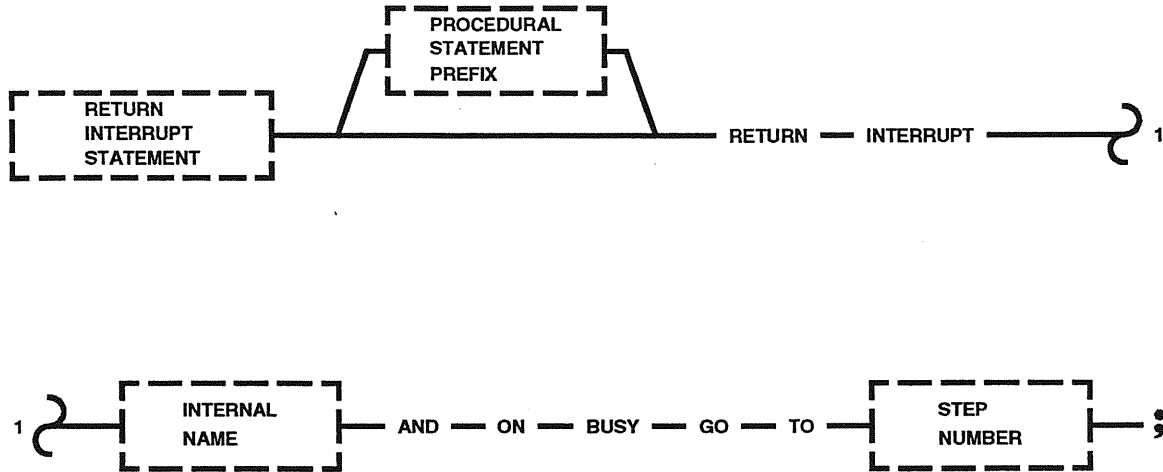 PROCEDURAL
STATEMENT
PREFIX
RETURN
INTERRUPT
STATEMENT
RETURN INTERRUPT 1
1 INTERNAL
NAME
AND ON BUSY GO TO
STEP
NUMBER
;